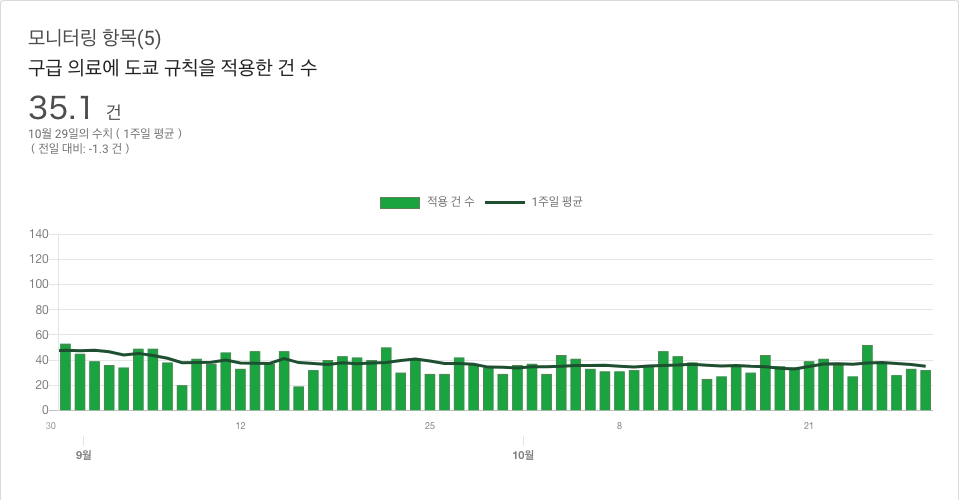 모니터링 항목(5)
구급 의료에 도쿄 규칙을 적용한 건 수
35.1 건
10월 29일의 수치 ( 1주일 평균 )
( 전일 대비: -1.3 건 )
적용 건 수 1주일 평균
140
120
100
80
60
40
20
0
30 12 25 8 21
9월 10월